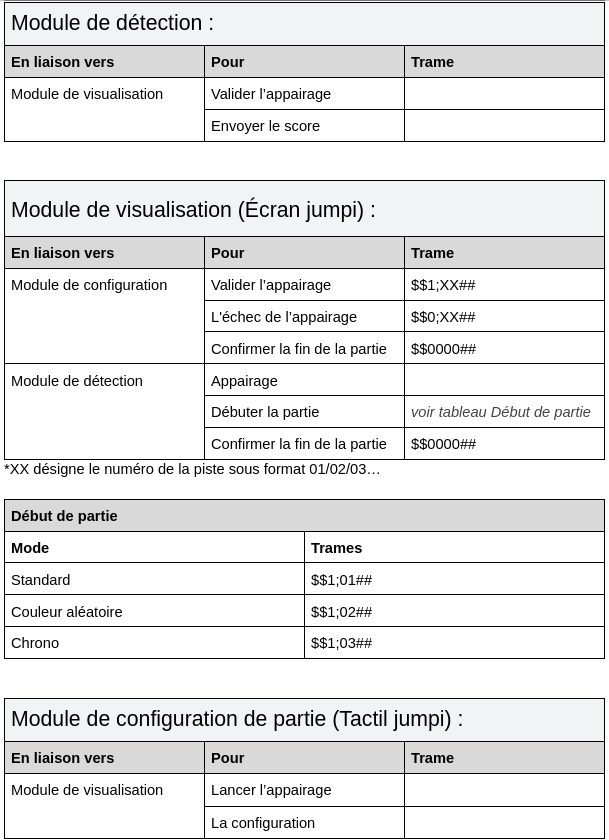 Module de détection :
En liaison vers Pour Trame
Module de visualisation Valider l’appairage
Envoyer le score
Module de visualisation (Écran jumpi) :
En liaison vers Pour Trame
Module de configuration Valider l’appairage $$1;XX##
L'échec de l’appairage $$0;XX##
Confirmer la fin de la partie $$0000##
Module de détection Appairage
Débuter la partie voir tableau Début de partie
Confirmer la fin de la partie $$0000##
*XX désigne le numéro de la piste sous format 01/02/03…
Début de partie
Mode Trames
Standard $$1;01##
Couleur aléatoire $$1;02##
Chrono $$1;03##
Module de configuration de partie (Tactil jumpi) :
En liaison vers Pour Trame
Module de visualisation Lancer l’appairage
La configuration